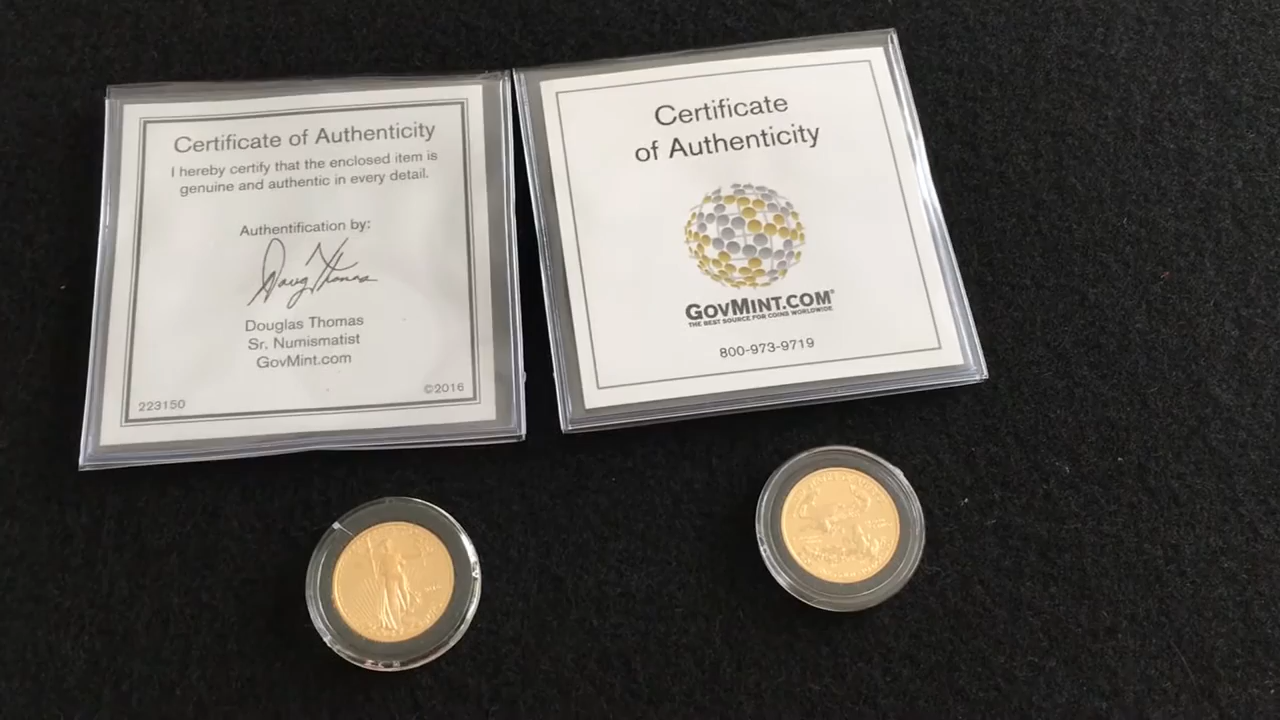 Certificate of Authenticity
I hereby certify that the enclosed item is
genuine and authentic in every detail.
Authentification by:
Doug Thomas
Douglas Thomas
Sr. Numismatist
GovMint.com
223150
©2016
Certificate
of Authenticity
GOVMINT.COM®
THE BEST SOURCE FOR COINS WORLDWIDE
800-973-9719